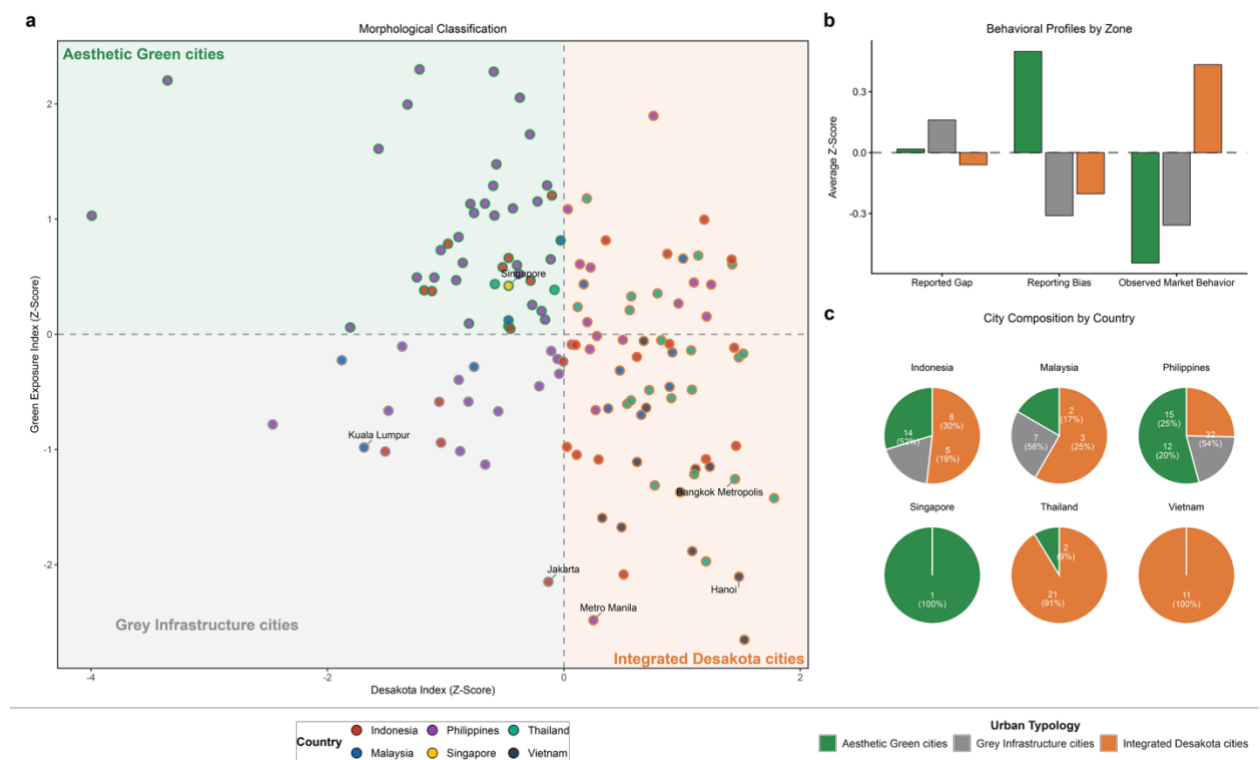 a
Morphological Classification
Aesthetic Green cities
Singapore
Kuala Lumpur
Bangkok Metropolis
Jakarta
Hanoi
Metro Manila
Grey Infrastructure cities
Integrated Desakota cities
Green Exposure Index (Z-Score)
2
1
0
-1
-2
-4
-2
0
2
Desakota Index (Z-Score)
Country
Indonesia
Philippines
Thailand
Malaysia
Singapore
Vietnam
b
Behavioral Profiles by Zone
Average Z-Score
0.3
0.0
-0.3
Reported Gap
Reporting Bias
Observed Market Behavior
c
City Composition by Country
Indonesia
14
(52%)
8
(30%)
5
(19%)
Malaysia
2
(17%)
7
(58%)
3
(25%)
Philippines
15
(25%)
32
(54%)
12
(20%)
Singapore
1
(100%)
Thailand
2
(9%)
21
(91%)
Vietnam
11
(100%)
Urban Typology
Aesthetic Green cities
Grey Infrastructure cities
Integrated Desakota cities